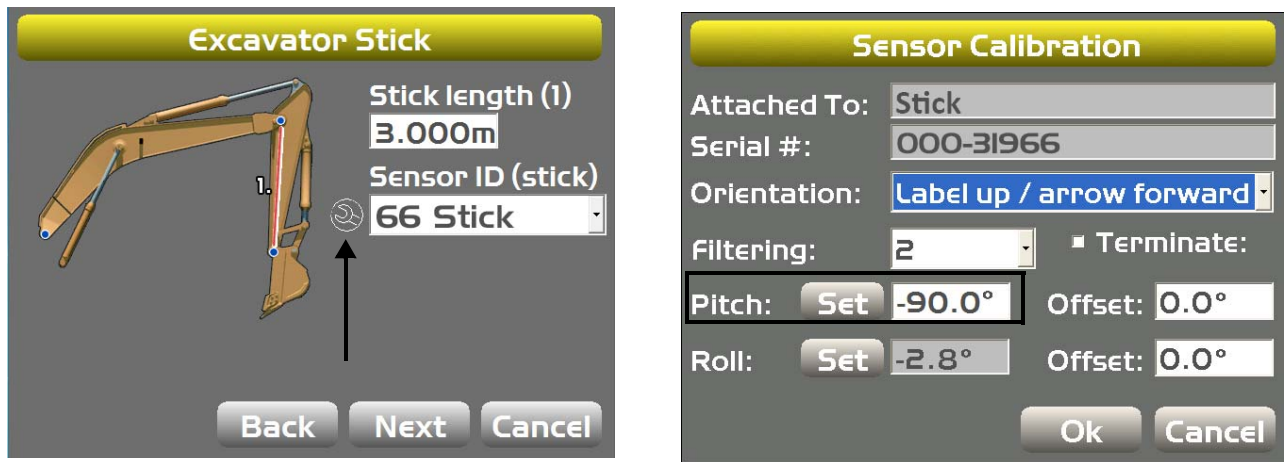 Excavator Stick
Stick length (1)
3.000m
1.
Sensor ID (stick)
66 Stick
Back Next Cancel
Sensor Calibration
Attached To: Stick
Serial #: 000-31966
Orientation: Label up / arrow forward
Filtering: 2 Terminate:
Pitch: Set -90.0° Offset: 0.0°
Roll: Set -2.8° Offset: 0.0°
Ok Cancel